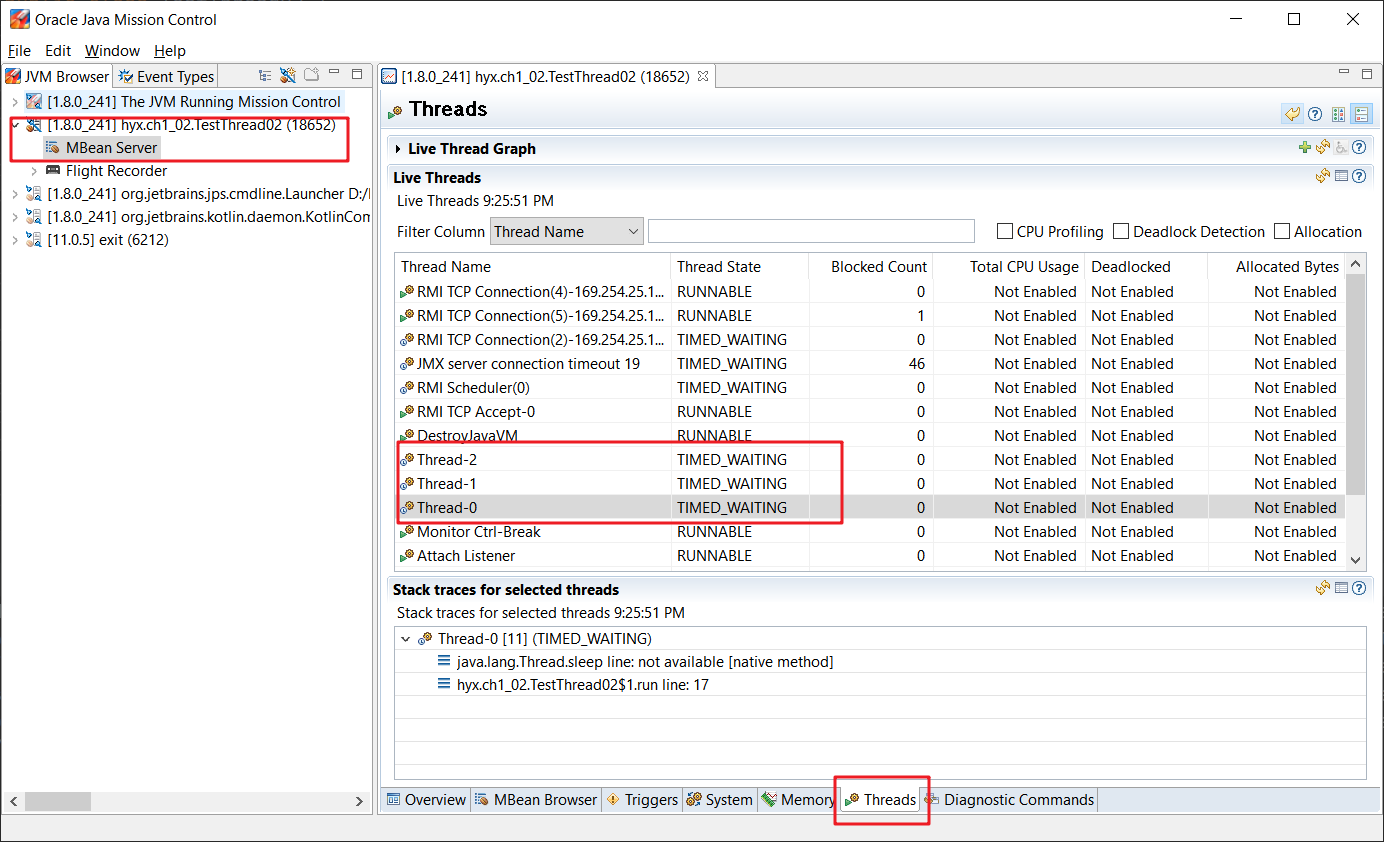 Oracle Java Mission Control
File Edit Window Help
JVM Browser Event Types
[1.8.0_241] The JVM Running Mission Control
[1.8.0_241] hyx.ch1_02.TestThread02 (18652)
MBean Server
Flight Recorder
[1.8.0_241] org.jetbrains.jps.cmdline.Launcher D:/
[1.8.0_241] org.jetbrains.kotlin.daemon.KotlinCom
[11.0.5] exit (6212)
[1.8.0_241] hyx.ch1_02.TestThread02 (18652)
Threads
Live Thread Graph
Live Threads
Live Threads 9:25:51 PM
Filter Column Thread Name CPU Profiling Deadlock Detection Allocation
Thread Name Thread State Blocked Count Total CPU Usage Deadlocked Allocated Bytes
RMI TCP Connection(4)-169.254.25.1... RUNNABLE 0 Not Enabled Not Enabled Not Enabled
RMI TCP Connection(5)-169.254.25.1... RUNNABLE 1 Not Enabled Not Enabled Not Enabled
RMI TCP Connection(2)-169.254.25.1... TIMED_WAITING 0 Not Enabled Not Enabled Not Enabled
JMX server connection timeout 19 TIMED_WAITING 46 Not Enabled Not Enabled Not Enabled
RMI Scheduler(0) TIMED_WAITING 0 Not Enabled Not Enabled Not Enabled
RMI TCP Accept-0 RUNNABLE 0 Not Enabled Not Enabled Not Enabled
DestroyJavaVM RUNNABLE 0 Not Enabled Not Enabled Not Enabled
Thread-2 TIMED_WAITING 0 Not Enabled Not Enabled Not Enabled
Thread-1 TIMED_WAITING 0 Not Enabled Not Enabled Not Enabled
Thread-0 TIMED_WAITING 0 Not Enabled Not Enabled Not Enabled
Monitor Ctrl-Break RUNNABLE 0 Not Enabled Not Enabled Not Enabled
Attach Listener RUNNABLE 0 Not Enabled Not Enabled Not Enabled
Stack traces for selected threads
Stack traces for selected threads 9:25:51 PM
Thread-0 [11] (TIMED_WAITING)
java.lang.Thread.sleep line: not available [native method]
hyx.ch1_02.TestThread02$1.run line: 17
Overview MBean Browser Triggers System Memory Threads Diagnostic Commands